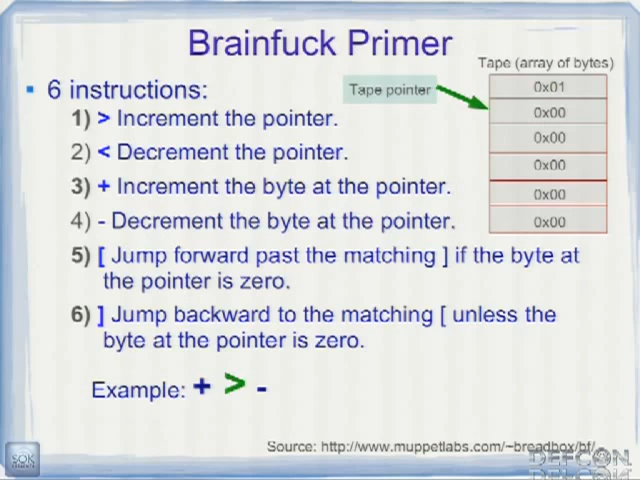 Brainfuck Primer
Tape (array of bytes)
6 instructions:
Tape pointer
0x01
0x00
0x00
0x00
0x00
0x00
1) > Increment the pointer.
2) < Decrement the pointer.
3) + Increment the byte at the pointer.
4) - Decrement the byte at the pointer.
5) [ Jump forward past the matching ] if the byte at
the pointer is zero.
6) ] Jump backward to the matching [ unless the
byte at the pointer is zero.
Example: + > -
Source: http://www.muppetlabs.com/~breadbox/bf/
SOK
DEFCON